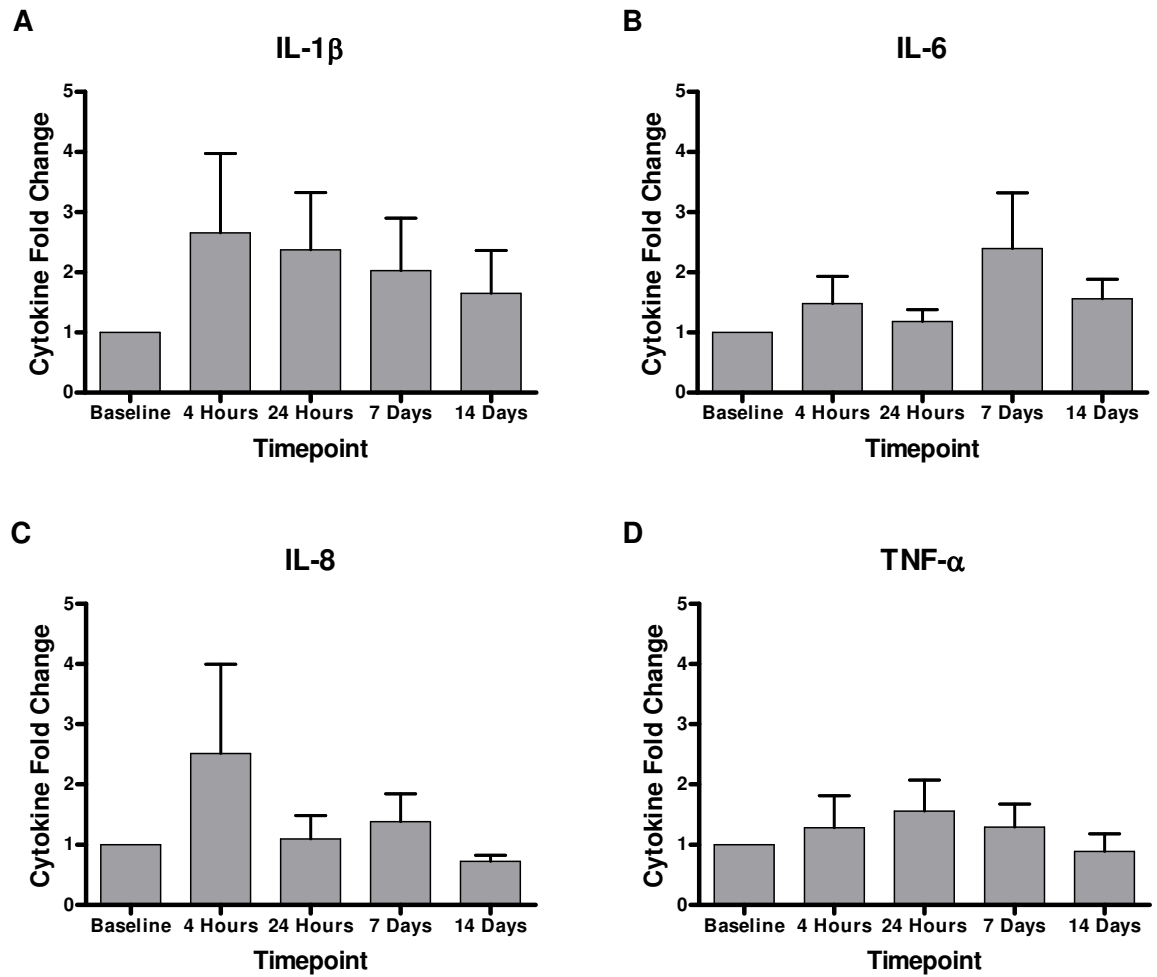 A
IL-1β
Cytokine Fold Change
5
4
3
2
1
0
Baseline 4 Hours 24 Hours 7 Days 14 Days
Timepoint
B
IL-6
Cytokine Fold Change
5
4
3
2
1
0
Baseline 4 Hours 24 Hours 7 Days 14 Days
Timepoint
C
IL-8
Cytokine Fold Change
5
4
3
2
1
0
Baseline 4 Hours 24 Hours 7 Days 14 Days
Timepoint
D
TNF-α
Cytokine Fold Change
5
4
3
2
1
0
Baseline 4 Hours 24 Hours 7 Days 14 Days
Timepoint